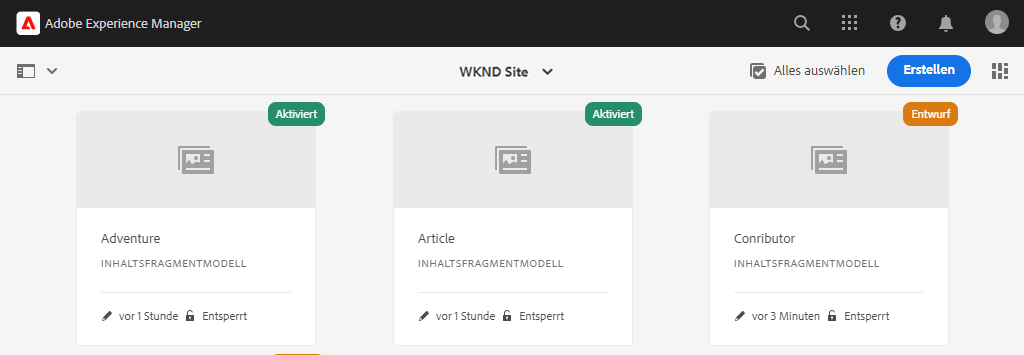 Adobe Experience Manager
WKND Site
Alles auswählen
Erstellen
Aktiviert
Aktiviert
Entwurf
Adventure
INHALTSFRAGMENTMODELL
vor 1 Stunde
Entsperrt
Article
INHALTSFRAGMENTMODELL
vor 1 Stunde
Entsperrt
Conributor
INHALTSFRAGMENTMODELL
vor 3 Minuten
Entsperrt